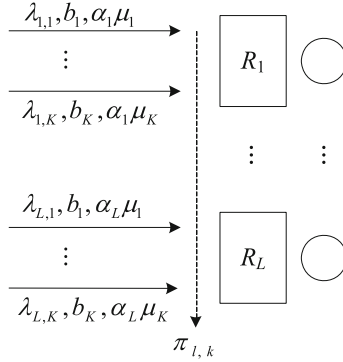 λ_{1,1}, b_1, α_1μ_1
⋮
λ_{1,K}, b_K, α_1μ_K
R_1
⋮ ⋮
λ_{L,1}, b_1, α_Lμ_1
⋮
λ_{L,K}, b_K, α_Lμ_K
R_L
π_{l,k}